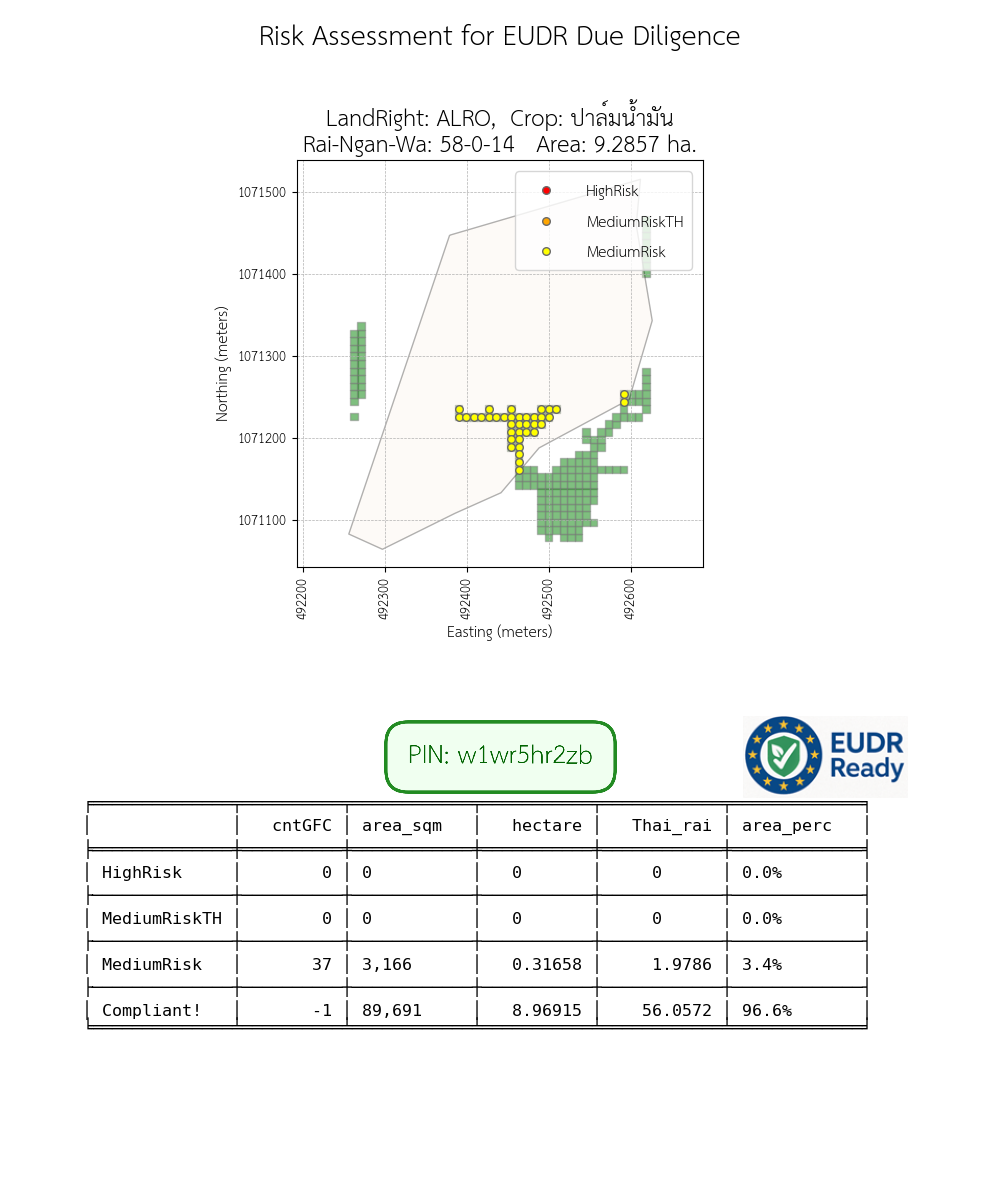 Risk Assessment for EUDR Due Diligence
LandRight: ALRO,  Crop: ปาล์มน้ำมัน
Rai-Ngan-Wa: 58-0-14   Area: 9.2857 ha.
HighRisk
MediumRiskTH
MediumRisk
1071500
1071400
1071300
1071200
1071100
Northing (meters)
492200 492300 492400 492500 492600
Easting (meters)
PIN: w1wr5hr2zb
EUDR
Ready
cntGFC area_sqm hectare Thai_rai area_perc
HighRisk 0 0 0 0 0.0%
MediumRiskTH 0 0 0 0 0.0%
MediumRisk 37 3,166 0.31658 1.9786 3.4%
Compliant! -1 89,691 8.96915 56.0572 96.6%